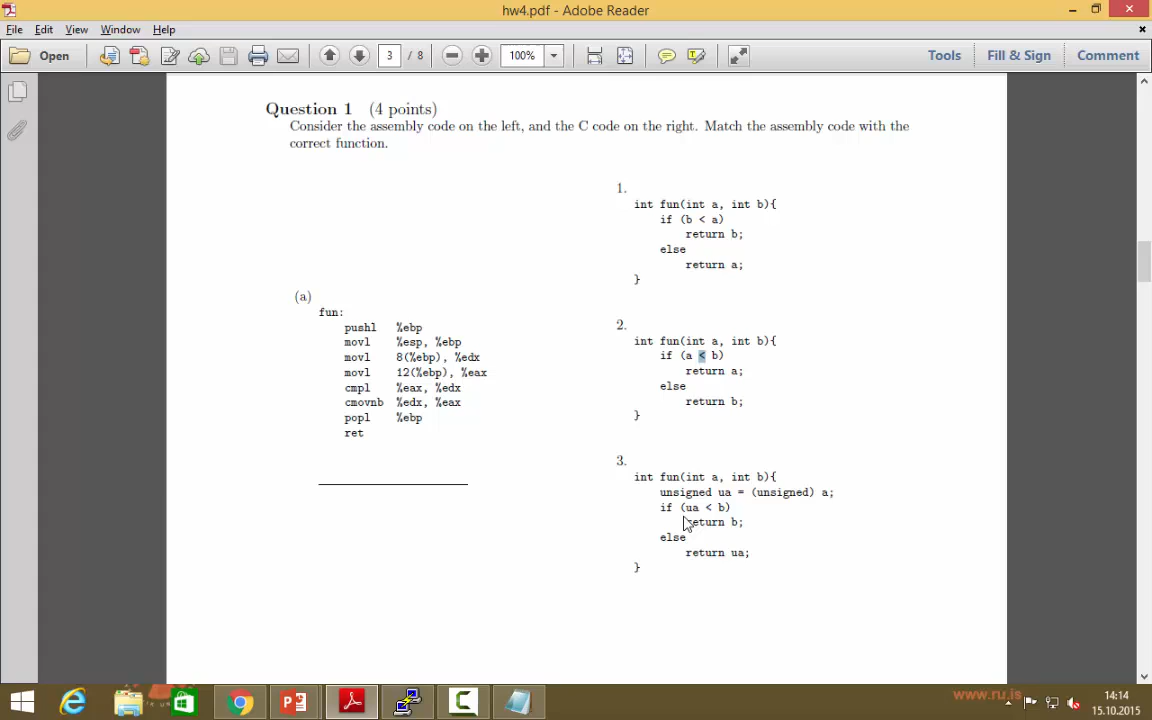 hw4.pdf - Adobe Reader
File Edit View Window Help
Open 3 / 8 100% Tools Fill & Sign Comment
Question 1 (4 points)
Consider the assembly code on the left, and the C code on the right. Match the assembly code with the
correct function.
(a)
fun:
pushl %ebp
movl %esp, %ebp
movl 8(%ebp), %edx
movl 12(%ebp), %eax
cmpl %eax, %edx
cmovnb %edx, %eax
popl %ebp
ret
1.
int fun(int a, int b){
if (b < a)
return b;
else
return a;
}
2.
int fun(int a, int b){
if (a < b)
return a;
else
return b;
}
3.
int fun(int a, int b){
unsigned ua = (unsigned) a;
if (ua < b)
return b;
else
return ua;
}
www.ru.is
14:14
15.10.2015